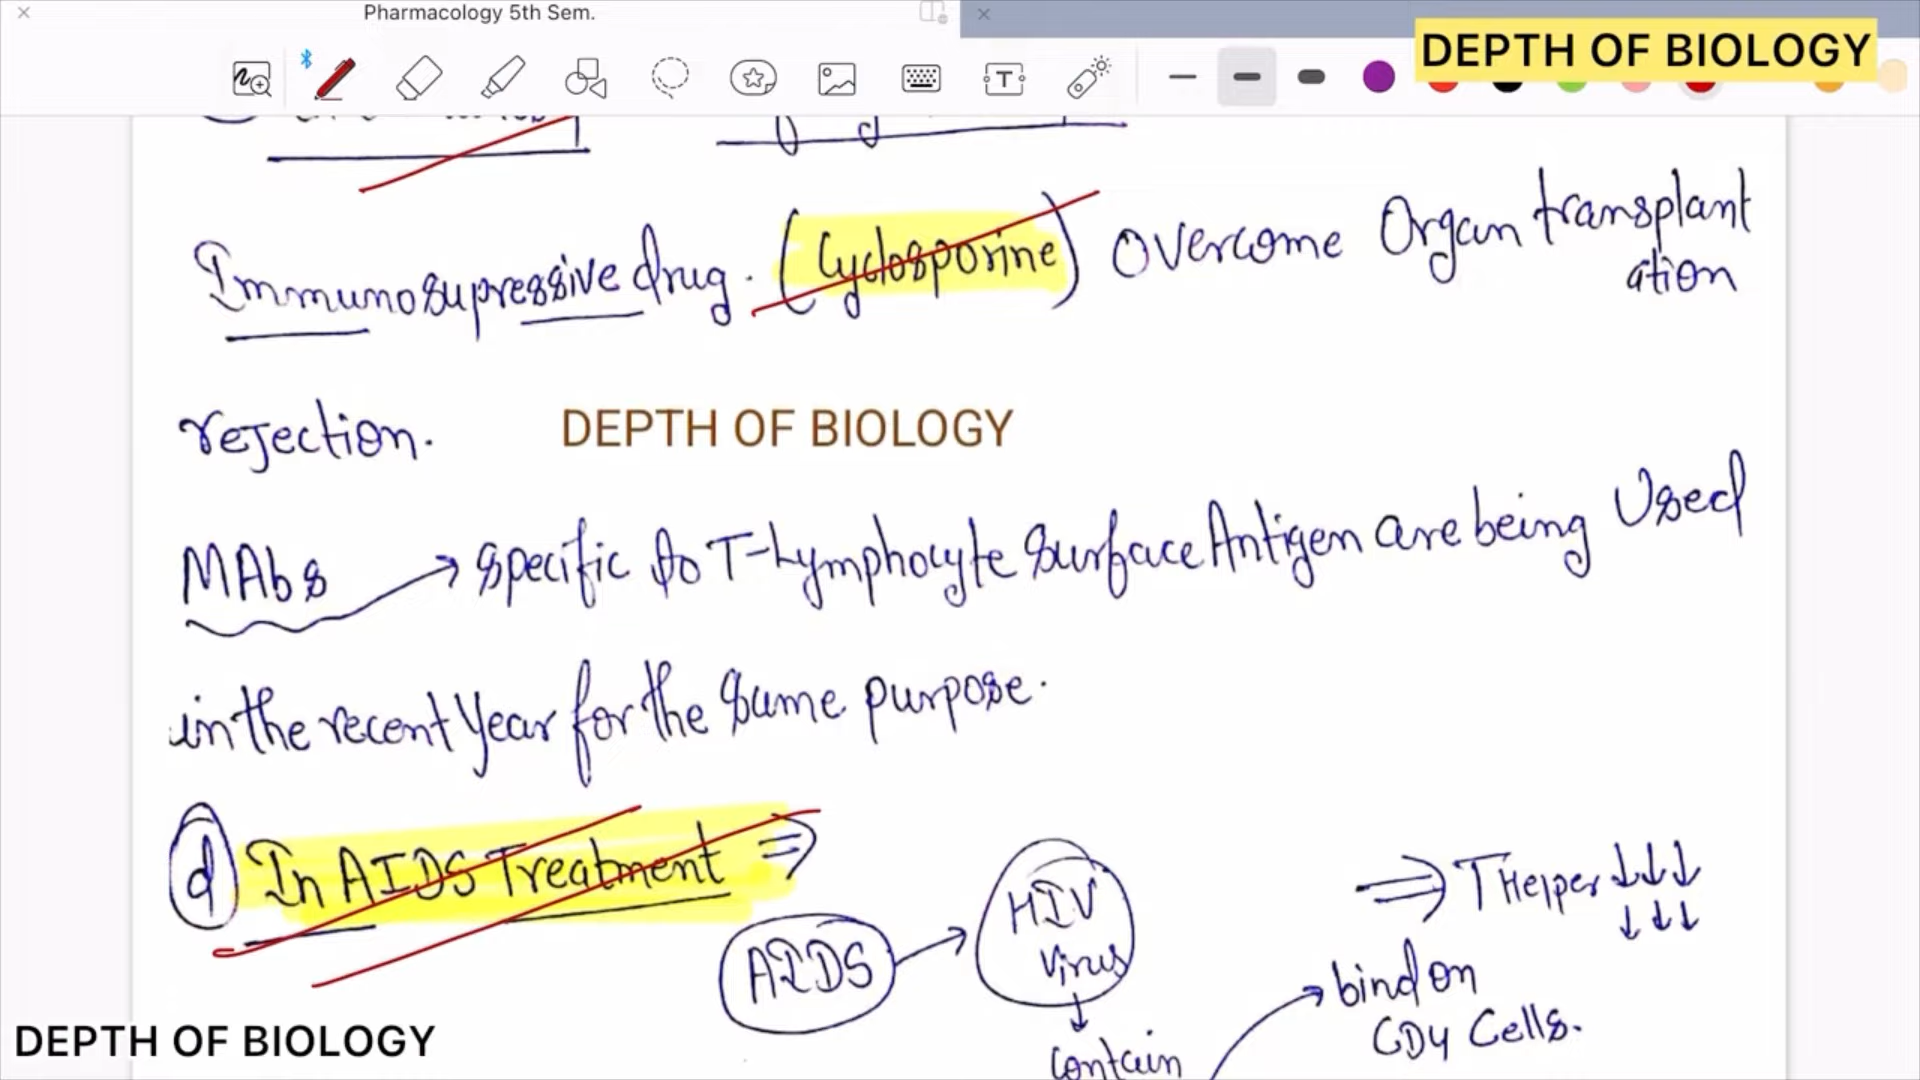 Pharmacology 5th Sem.
DEPTH OF BIOLOGY
Immunosupressive drug. (Cyclosporine) Overcome Organ transplant
ation
rejection.
DEPTH OF BIOLOGY
MAbs → specific to T-Lymphocyte Surface Antigen are being Used
in the recent Year for the Same purpose.
d In AIDS Treatment ⇒
AIDS → HIV
Virus
↓
Contain
⇒ T Helper ↓↓↓
↓↓↓
→ bind on
CD4 Cells.
DEPTH OF BIOLOGY